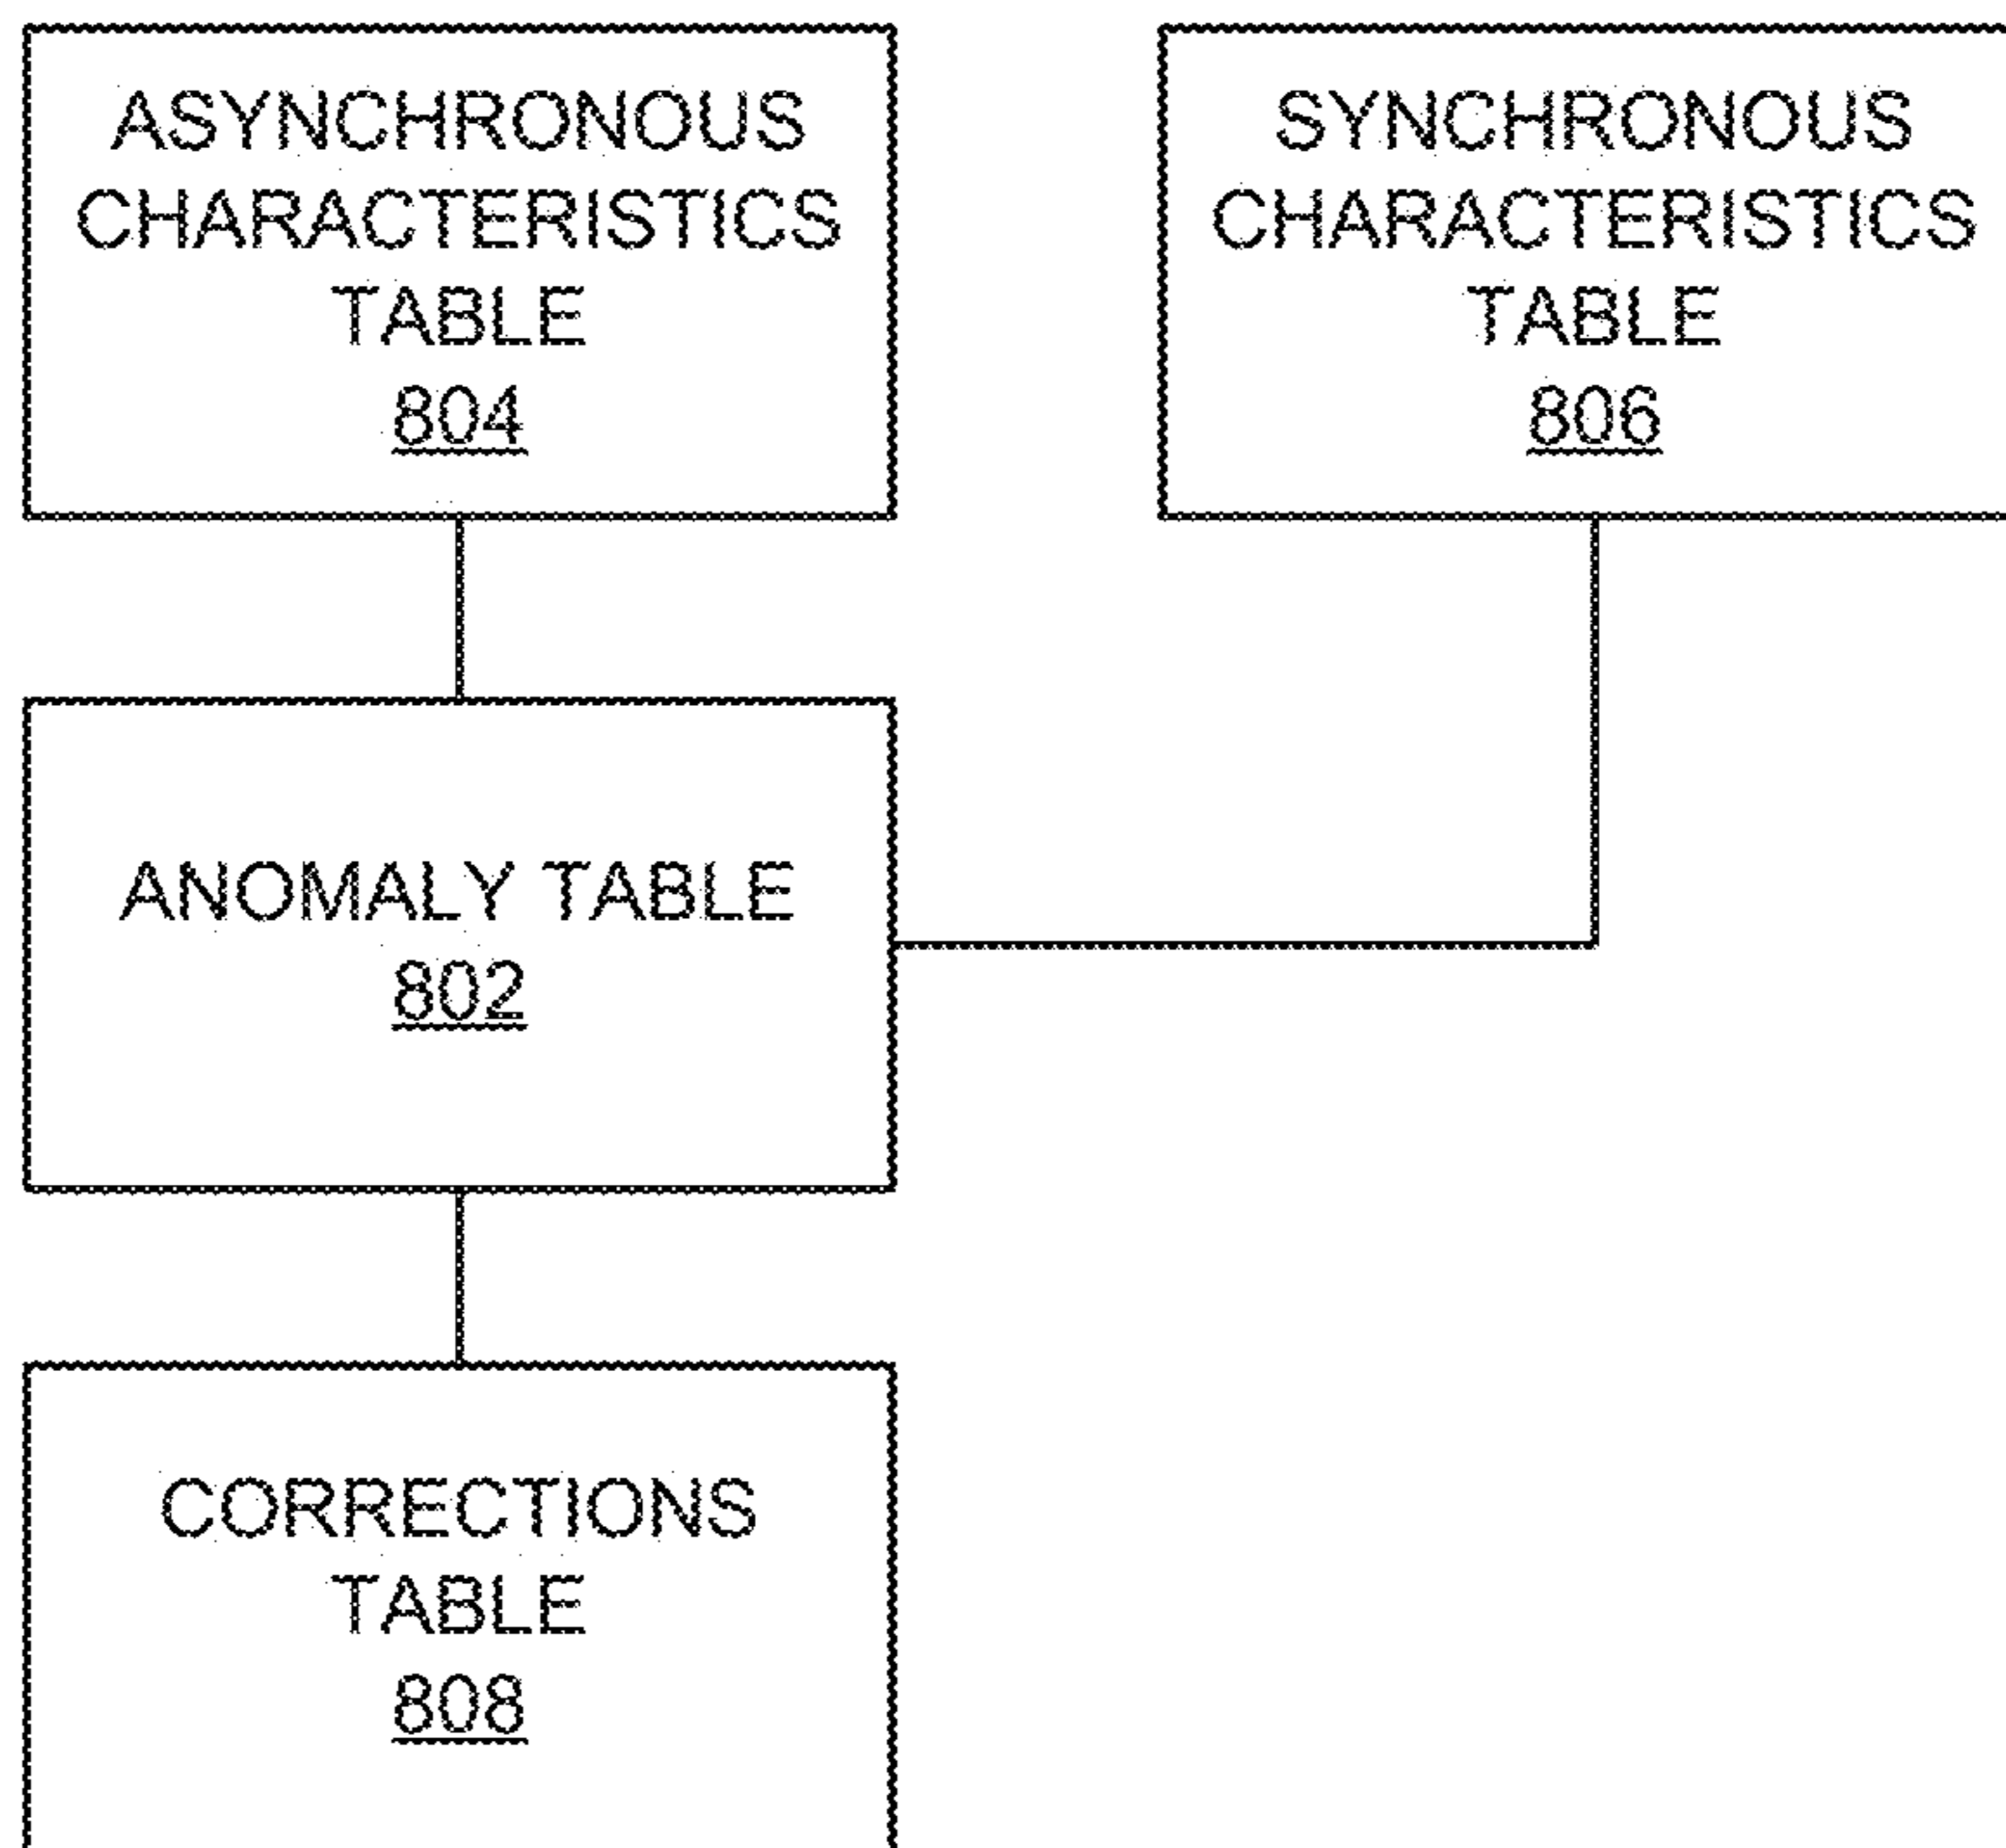 ASYNCHRONOUS
CHARACTERISTICS
TABLE
804
SYNCHRONOUS
CHARACTERISTICS
TABLE
806
ANOMALY TABLE
802
CORRECTIONS
TABLE
808